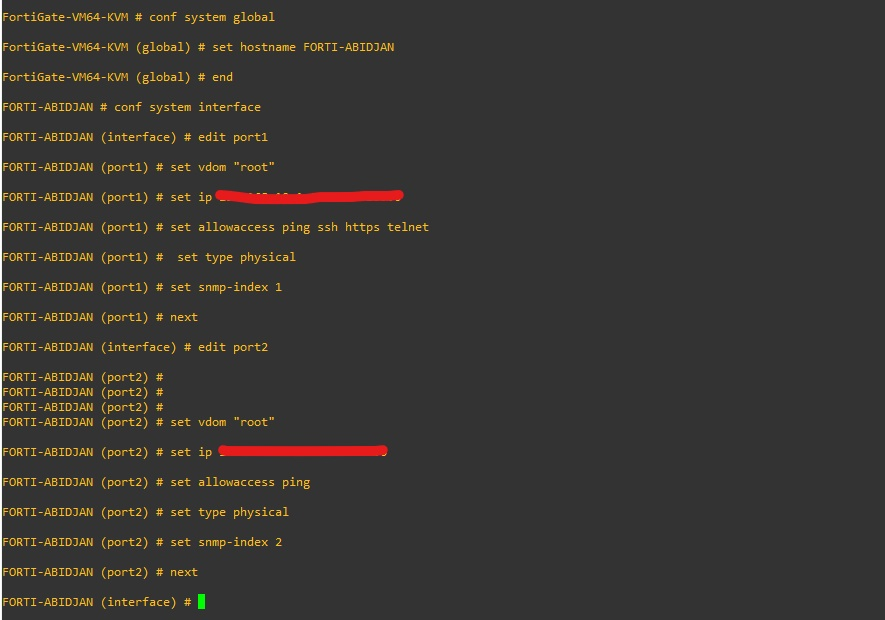 FortiGate-VM64-KVM # conf system global
FortiGate-VM64-KVM (global) # set hostname FORTI-ABIDJAN
FortiGate-VM64-KVM (global) # end
FORTI-ABIDJAN # conf system interface
FORTI-ABIDJAN (interface) # edit port1
FORTI-ABIDJAN (port1) # set vdom "root"
FORTI-ABIDJAN (port1) # set ip
FORTI-ABIDJAN (port1) # set allowaccess ping ssh https telnet
FORTI-ABIDJAN (port1) #  set type physical
FORTI-ABIDJAN (port1) # set snmp-index 1
FORTI-ABIDJAN (port1) # next
FORTI-ABIDJAN (interface) # edit port2
FORTI-ABIDJAN (port2) #
FORTI-ABIDJAN (port2) #
FORTI-ABIDJAN (port2) #
FORTI-ABIDJAN (port2) # set vdom "root"
FORTI-ABIDJAN (port2) # set ip
FORTI-ABIDJAN (port2) # set allowaccess ping
FORTI-ABIDJAN (port2) # set type physical
FORTI-ABIDJAN (port2) # set snmp-index 2
FORTI-ABIDJAN (port2) # next
FORTI-ABIDJAN (interface) #